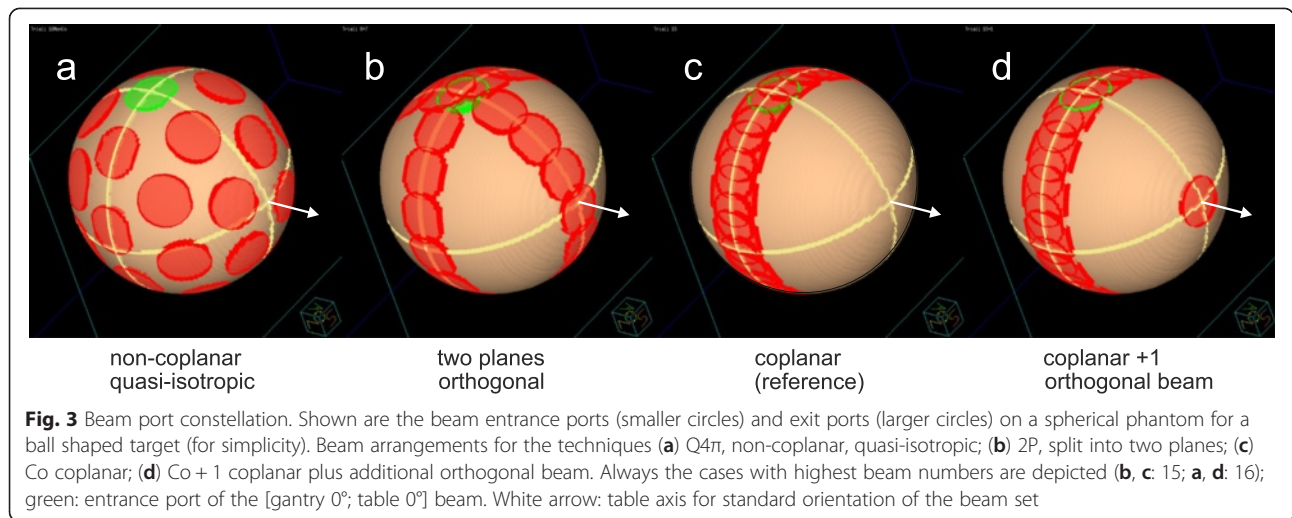 a
b
c
d
non-coplanar
quasi-isotropic
two planes
orthogonal
coplanar
(reference)
coplanar +1
orthogonal beam
Fig. 3 Beam port constellation. Shown are the beam entrance ports (smaller circles) and exit ports (larger circles) on a spherical phantom for a
ball shaped target (for simplicity). Beam arrangements for the techniques (a) Q4π, non-coplanar, quasi-isotropic; (b) 2P, split into two planes; (c)
Co coplanar; (d) Co + 1 coplanar plus additional orthogonal beam. Always the cases with highest beam numbers are depicted (b, c: 15; a, d: 16);
green: entrance port of the [gantry 0°; table 0°] beam. White arrow: table axis for standard orientation of the beam set